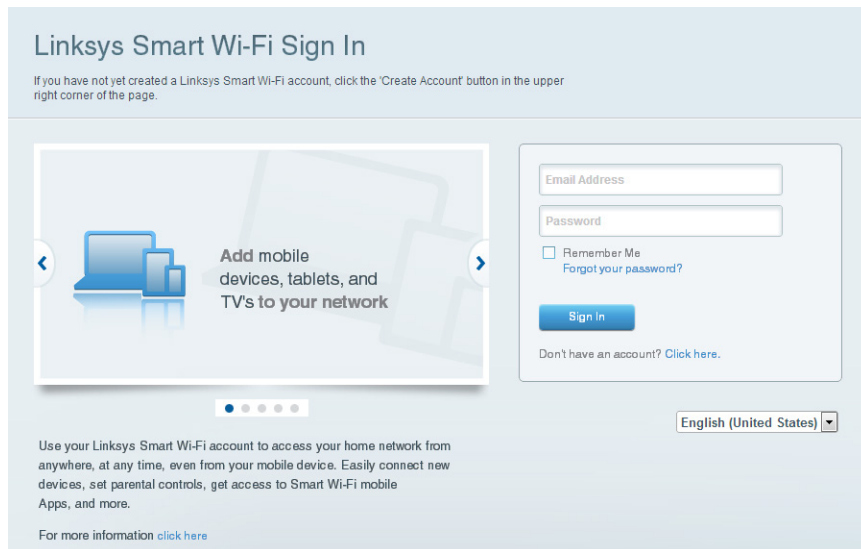 Linksys Smart Wi-Fi Sign In
If you have not yet created a Linksys Smart Wi-Fi account, click the 'Create Account' button in the upper
right corner of the page.
Add mobile
devices, tablets, and
TV's to your network
Email Address
Password
Remember Me
Forgot your password?
Sign In
Don't have an account? Click here.
English (United States)
Use your Linksys Smart Wi-Fi account to access your home network from
anywhere, at any time, even from your mobile device. Easily connect new
devices, set parental controls, get access to Smart Wi-Fi mobile
Apps, and more.
For more information click here